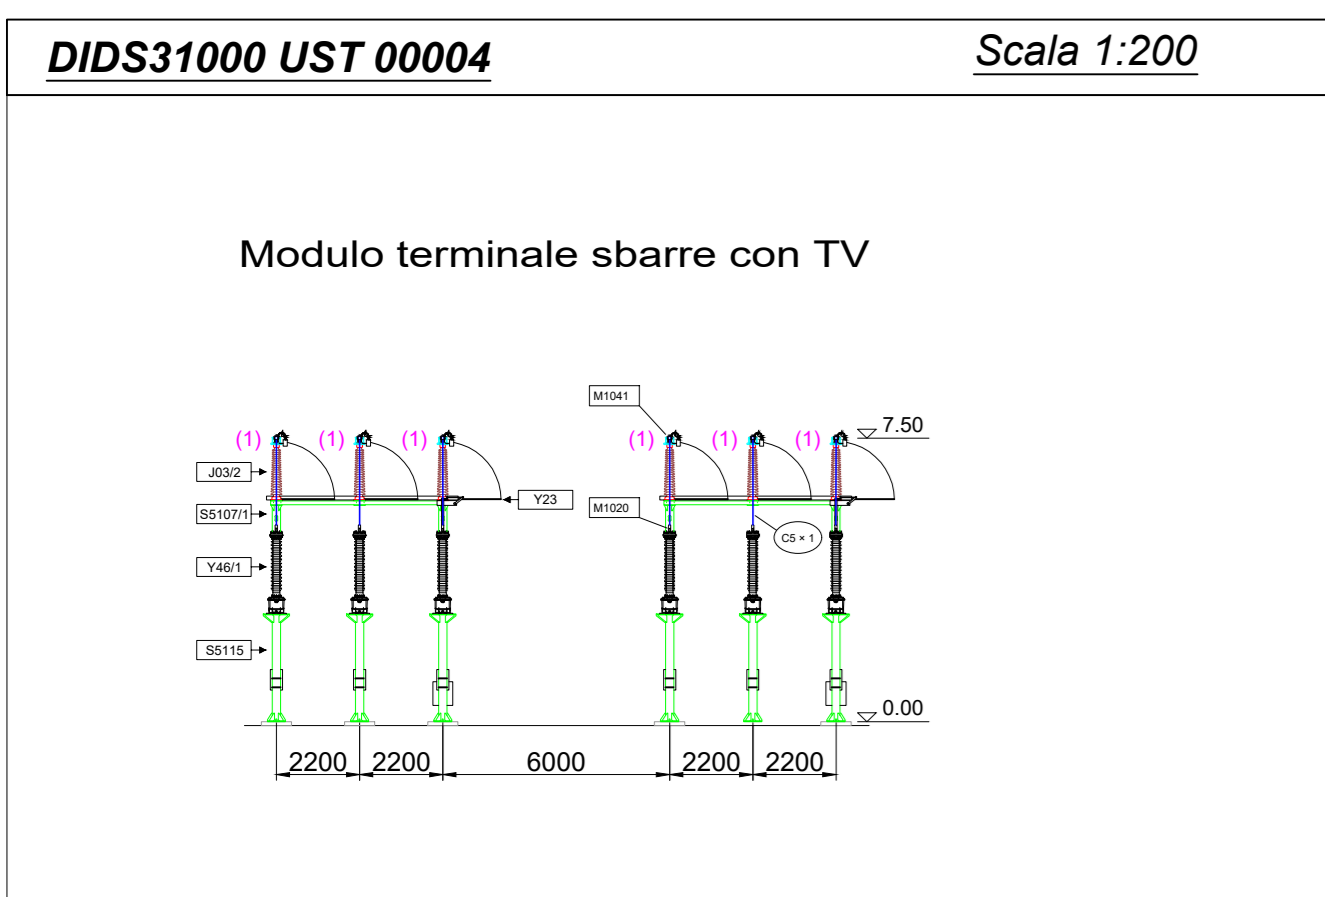 DIDS31000 UST 00004
Scala 1:200
Modulo terminale sbarre con TV
M1041
(1) (1) (1) (1) (1) (1)
7.50
J03/2
Y23
S5107/1
M1020
C5 × 1
Y46/1
S5115
0.00
2200 2200 6000 2200 2200